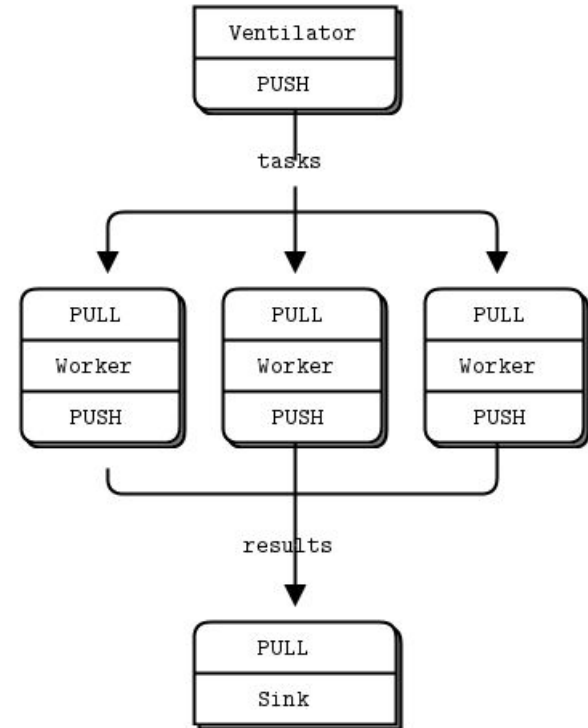 Ventilator
PUSH
tasks
PULL PULL PULL
Worker Worker Worker
PUSH PUSH PUSH
results
PULL
Sink